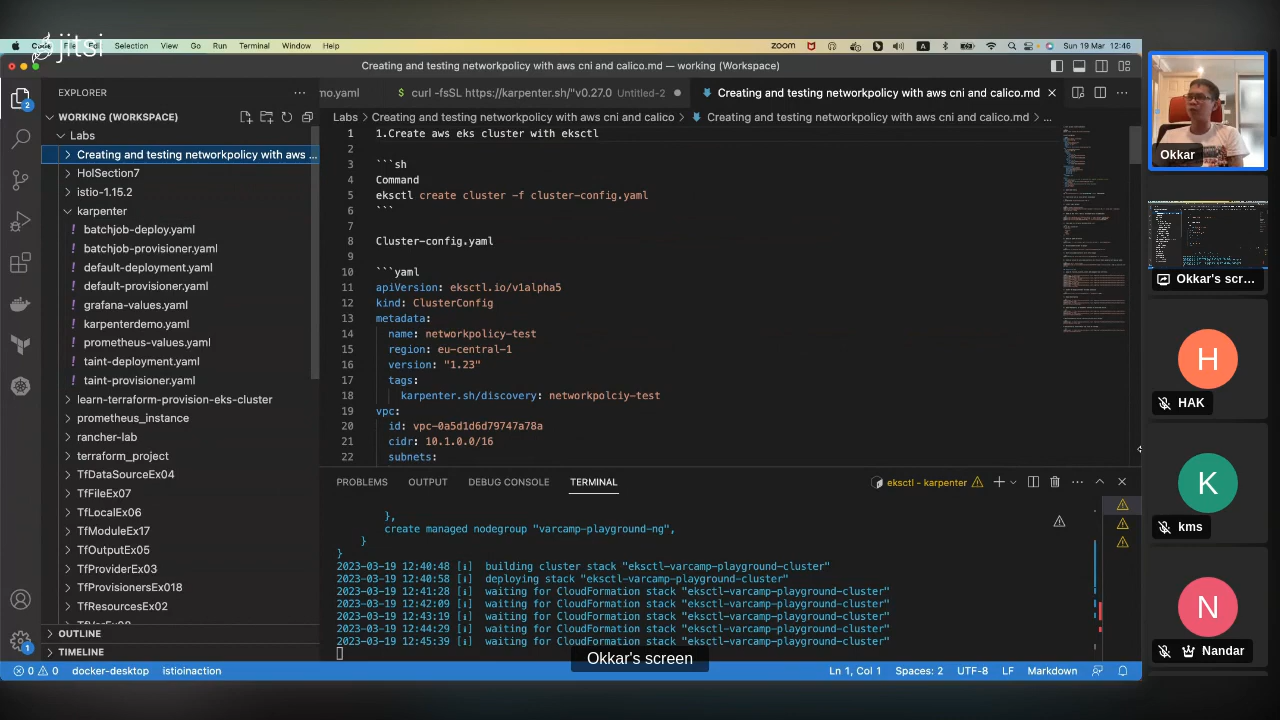 jitsi
Code File Edit Selection View Go Run Terminal Window Help
zoom A Sun 19 Mar 12:46
Creating and testing networkpolicy with aws cni and calico.md — working (Workspace)
EXPLORER
mo.yaml
curl -fsSL https://karpenter.sh/"v0.27.0 Untitled-2
Creating and testing networkpolicy with aws cni and calico.md
2
WORKING (WORKSPACE)
Labs
Creating and testing networkpolicy with aws ...
HolSection7
istio-1.15.2
karpenter
batchjob-deploy.yaml
batchjob-provisioner.yaml
default-deployment.yaml
default-provisioner.yaml
grafana-values.yaml
karpenterdemo.yaml
prometheus-values.yaml
taint-deployment.yaml
taint-provisioner.yaml
learn-terraform-provision-eks-cluster
prometheus_instance
rancher-lab
terraform_project
TfDataSourceEx04
TfFileEx07
TfLocalEx06
TfModuleEx17
TfOutputEx05
TfProviderEx03
TfProvisionersEx018
TfResourcesEx02
OUTLINE
TIMELINE
1
Labs > Creating and testing networkpolicy with aws cni and calico > Creating and testing networkpolicy with aws cni and calico.md > ...
1 1.Create aws eks cluster with eksctl
2
3 ```sh
4 Command
5 eksctl create cluster -f cluster-config.yaml
6 ```
7
8 Cluster-config.yaml
9
10 ```yaml
11 apiVersion: eksctl.io/v1alpha5
12 kind: ClusterConfig
13 metadata:
14 name: networkpolicy-test
15 region: eu-central-1
16 version: "1.23"
17 tags:
18 karpenter.sh/discovery: networkpolciy-test
19 vpc:
20 id: vpc-0a5d1d6d79747a78a
21 cidr: 10.1.0.0/16
22 subnets:
PROBLEMS OUTPUT DEBUG CONSOLE TERMINAL
eksctl - karpenter
},
create managed nodegroup "varcamp-playground-ng",
}
}
2023-03-19 12:40:48 [ℹ] building cluster stack "eksctl-varcamp-playground-cluster"
2023-03-19 12:40:58 [ℹ] deploying stack "eksctl-varcamp-playground-cluster"
2023-03-19 12:41:28 [ℹ] waiting for CloudFormation stack "eksctl-varcamp-playground-cluster"
2023-03-19 12:42:09 [ℹ] waiting for CloudFormation stack "eksctl-varcamp-playground-cluster"
2023-03-19 12:43:19 [ℹ] waiting for CloudFormation stack "eksctl-varcamp-playground-cluster"
2023-03-19 12:44:29 [ℹ] waiting for CloudFormation stack "eksctl-varcamp-playground-cluster"
2023-03-19 12:45:39 [ℹ] waiting for CloudFormation stack "eksctl-varcamp-playground-cluster"
Okkar's screen
0 0 docker-desktop istioinaction
Ln 1, Col 1 Spaces: 2 UTF-8 LF Markdown
Okkar
Okkar's scr...
H
HAK
K
kms
N
Nandar